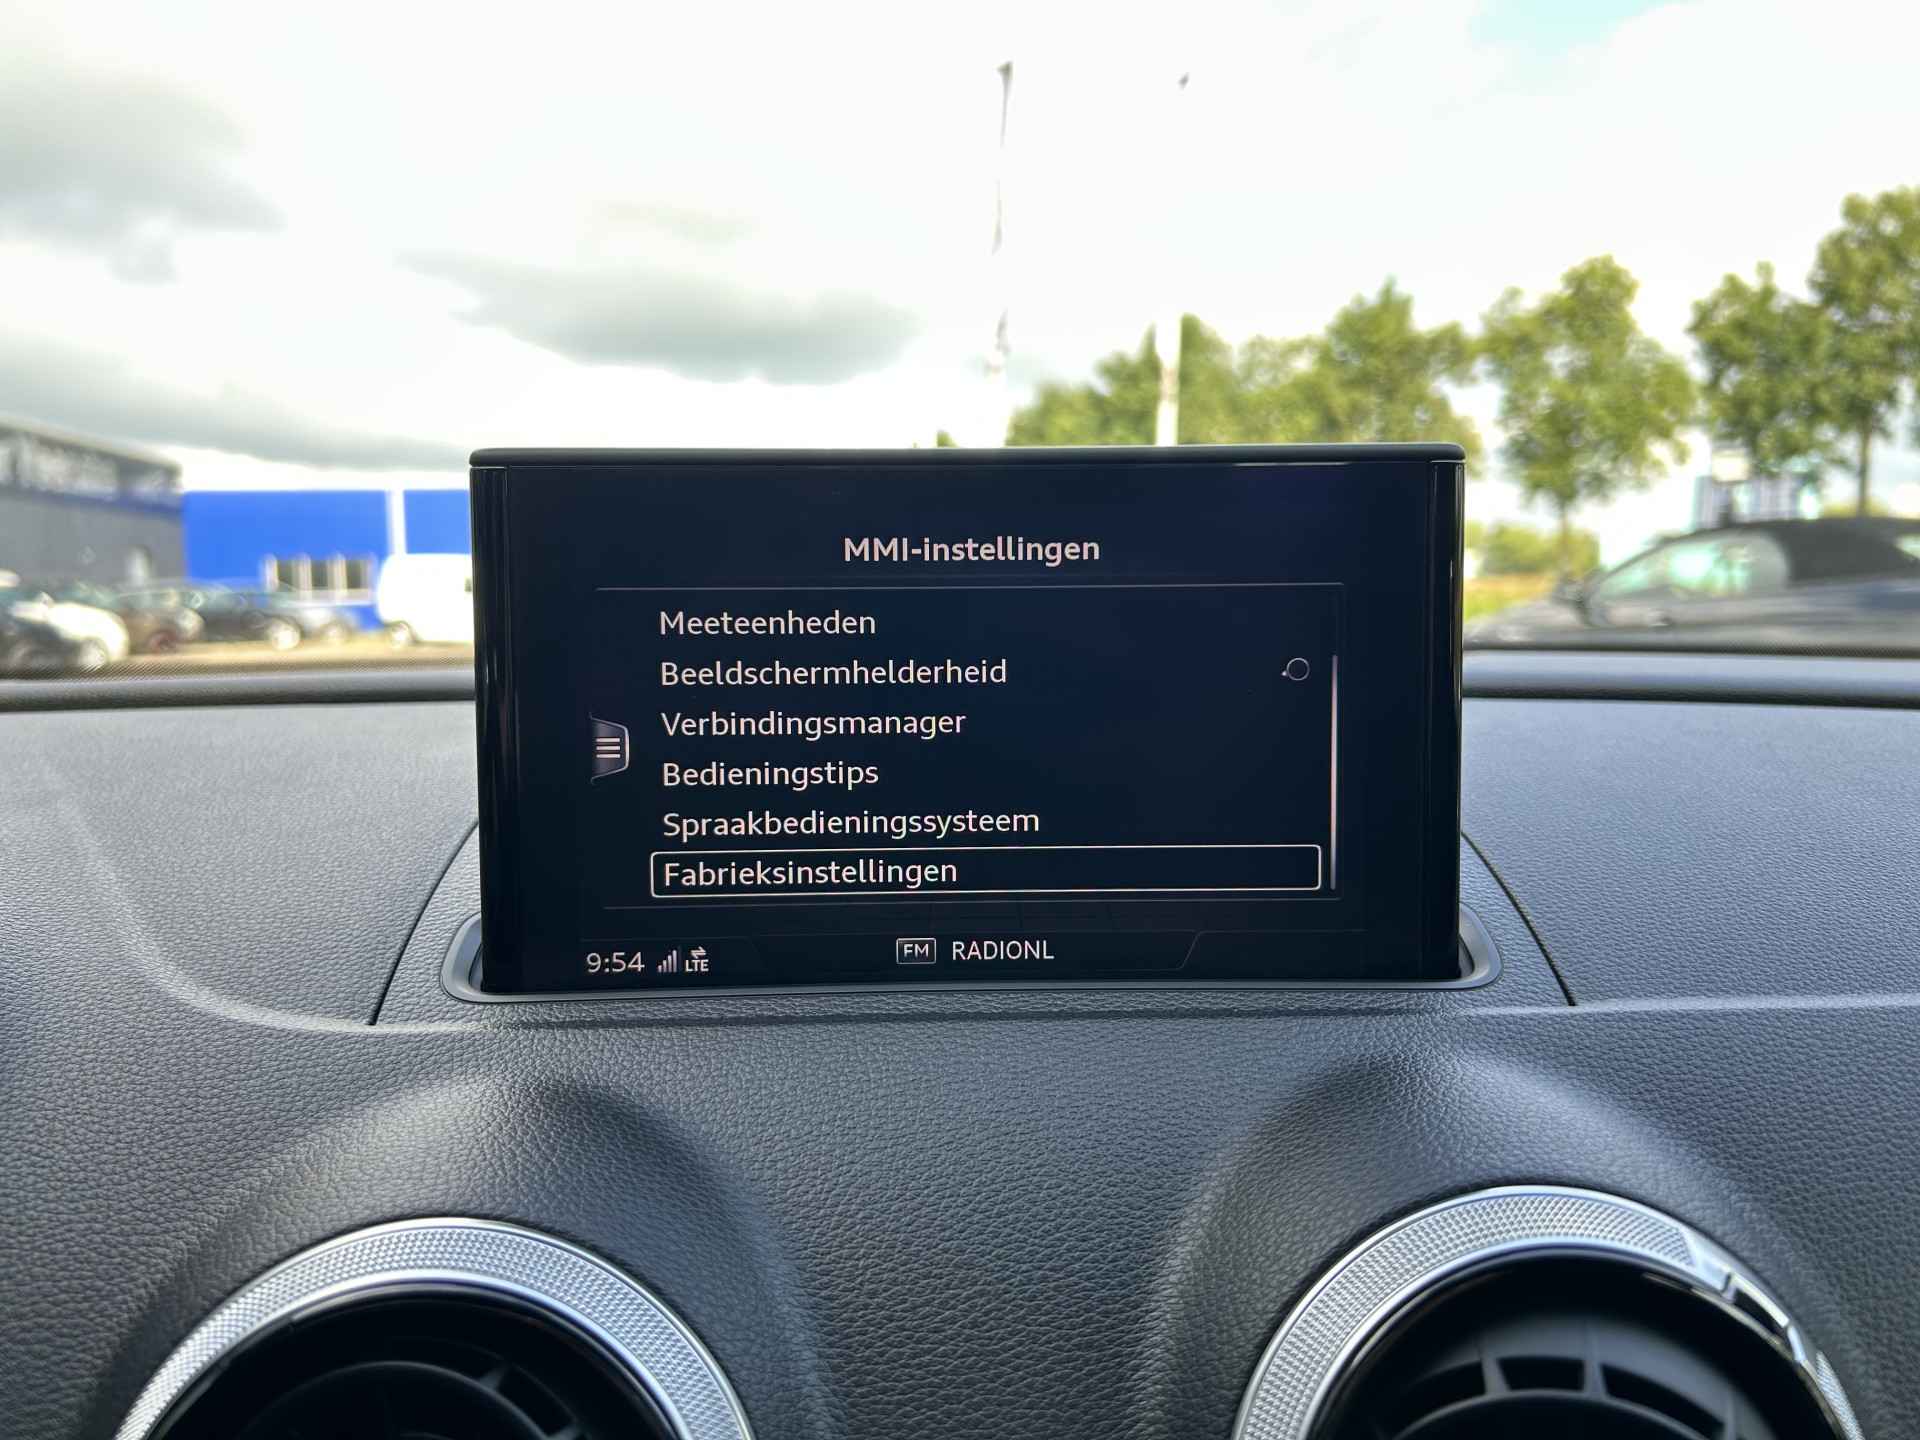 MMI-instellingen
Meeteenheden
Beeldschermhelderheid
Verbindingsmanager
Bedieningstips
Spraakbedieningssysteem
Fabrieksinstellingen
9:54 LTE FM RADIONL